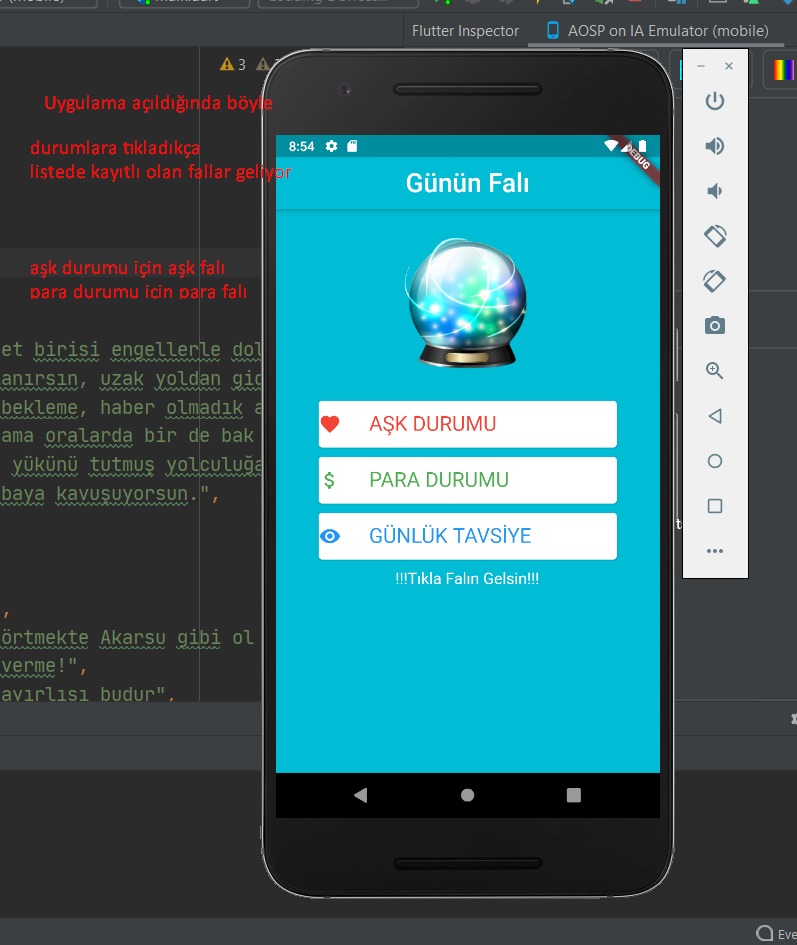 Flutter Inspector
AOSP on IA Emulator (mobile)
3
Uygulama açıldığında böyle
durumlara tıkladıkça
listede kayıtlı olan fallar geliyor
aşk durumu için aşk falı
para durumu için para falı
8:54
DEBUG
Günün Falı
AŞK DURUMU
PARA DURUMU
GÜNLÜK TAVSİYE
!!!Tıkla Falın Gelsin!!!
et birisi engellerle dol
anırsın, uzak yoldan gid
bekleme, haber olmadık a
ama oralarda bir de bak
yükünü tutmuş yolculuğa
baya kavuşuyorsun.",
,
örtmekte Akarsu gibi ol
verme!",
ayırlısı budur",
Eve